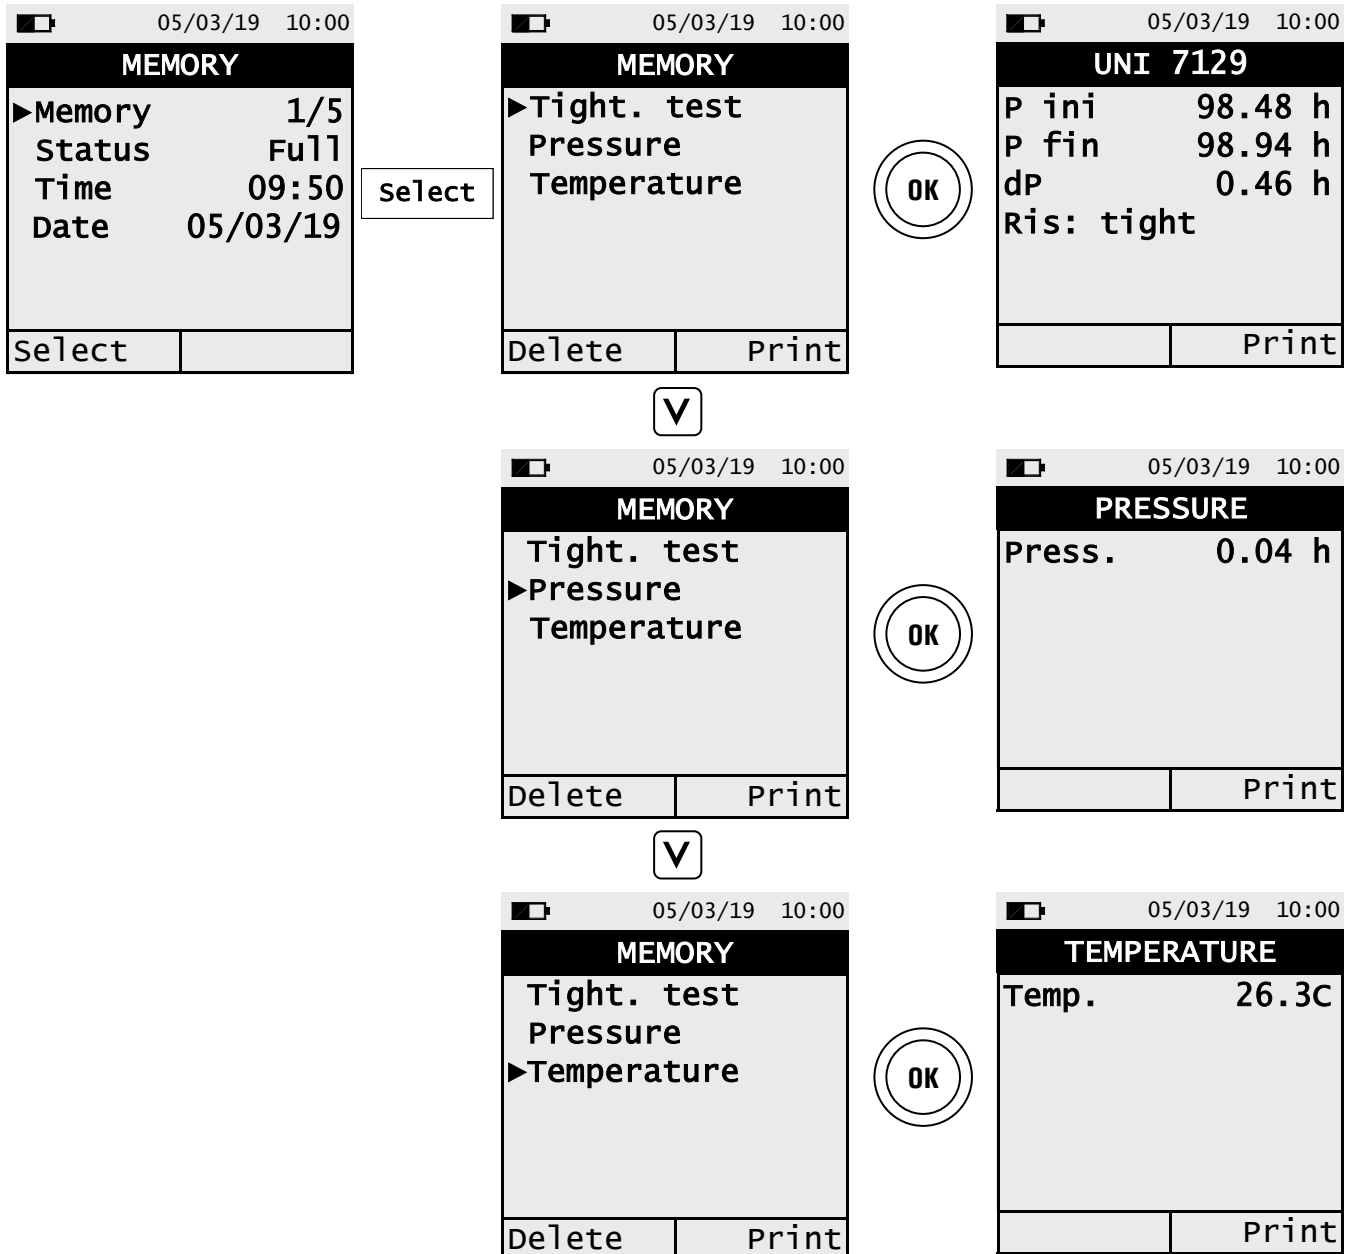 05/03/19 10:00
MEMORY
►Memory 1/5
Status Full
Time 09:50
Date 05/03/19
Select
Select
05/03/19 10:00
MEMORY
►Tight. test
Pressure
Temperature
Delete Print
OK
05/03/19 10:00
UNI 7129
P ini 98.48 h
P fin 98.94 h
dP 0.46 h
Ris: tight
Print
V
05/03/19 10:00
MEMORY
Tight. test
►Pressure
Temperature
Delete Print
OK
05/03/19 10:00
PRESSURE
Press. 0.04 h
Print
V
05/03/19 10:00
MEMORY
Tight. test
Pressure
►Temperature
Delete Print
OK
05/03/19 10:00
TEMPERATURE
Temp. 26.3C
Print